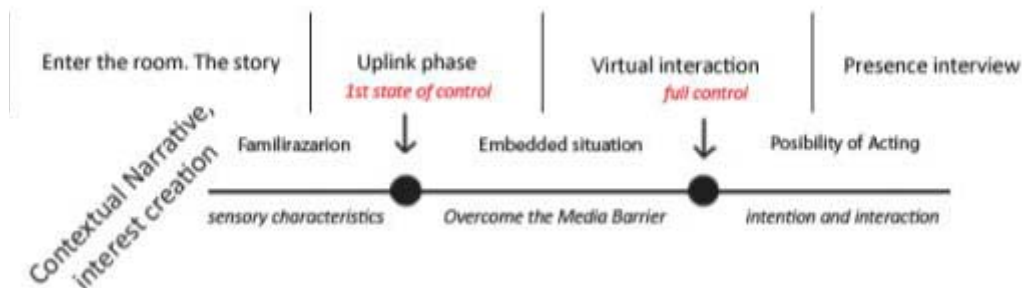 Enter the room. The story
Uplink phase
1st state of control
Virtual interaction
full control
Presence interview
Contextual Narrative,
interest creation
Familirazarion
Embedded situation
Posibility of Acting
sensory characteristics
Overcome the Media Barrier
intention and interaction